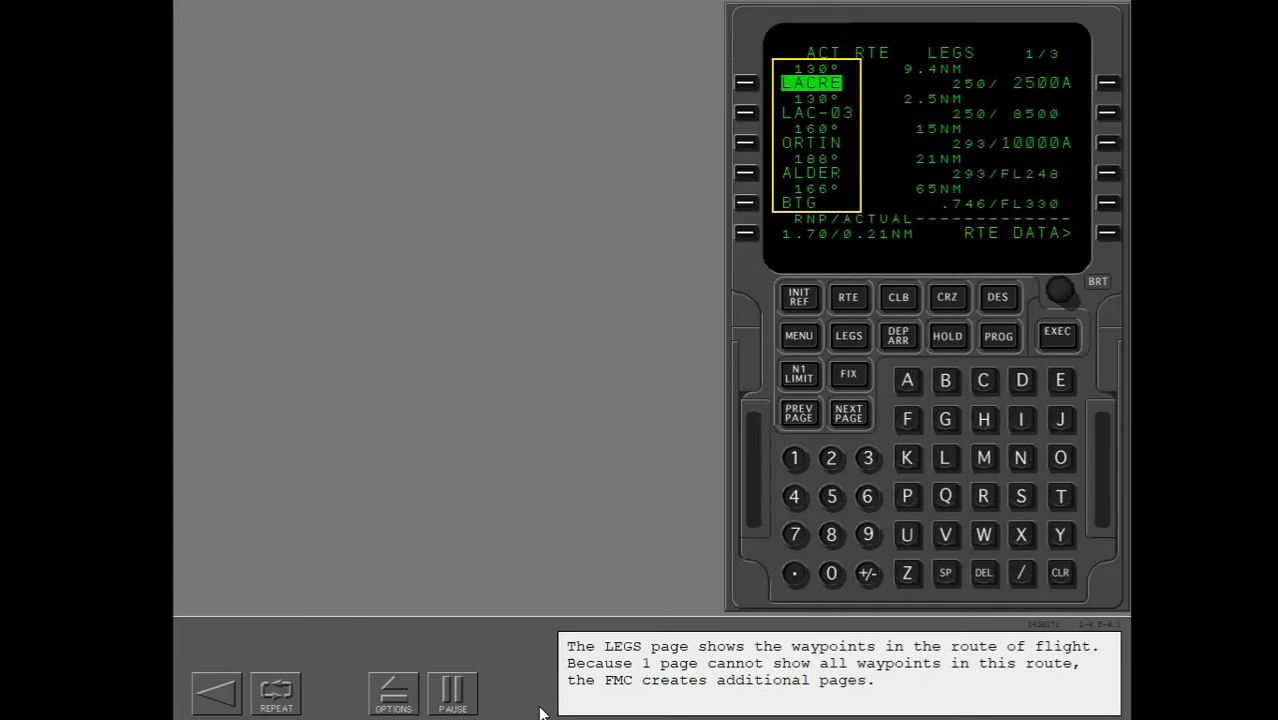 ACT RTE LEGS 1/3
130° 9.4NM
LACRE 250/ 2500A
130° 2.5NM
LAC-03 250/ 8500
160° 15NM
ORTIN 293/10000A
188° 21NM
ALDER 293/FL248
166° 65NM
BTG .746/FL330
RNP/ACTUAL-------------
1.70/0.21NM RTE DATA>
BRT
INIT REF RTE CLB CRZ DES
MENU LEGS DEP ARR HOLD PROG EXEC
N1 LIMIT FIX
PREV PAGE NEXT PAGE
A B C D E
F G H I J
1 2 3 K L M N O
4 5 6 P Q R S T
7 8 9 U V W X Y
. 0 +/- Z SP DEL / CLR
The LEGS page shows the waypoints in the route of flight.
Because 1 page cannot show all waypoints in this route,
the FMC creates additional pages.
REPEAT OPTIONS PAUSE